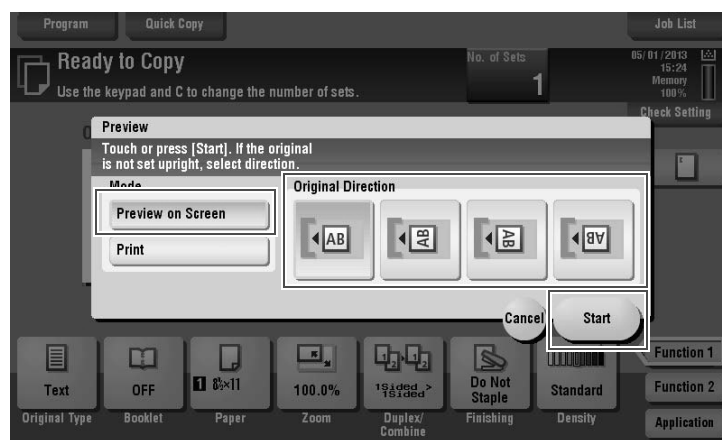 Program
Quick Copy
Job List
Ready to Copy
Use the keypad and C to change the number of sets.
No. of Sets
1
05/01/2013
15:24
Memory
100%
Check Setting
Preview
Touch or press [Start]. If the original
is not set upright, select direction.
Mode
Original Direction
Preview on Screen
Print
AB
AB
AB
AB
Cancel
Start
Text
OFF
1 8½×11
100.0%
1Sided >
1Sided
Do Not
Staple
Standard
Original Type
Booklet
Paper
Zoom
Duplex/
Combine
Finishing
Density
Function 1
Function 2
Application